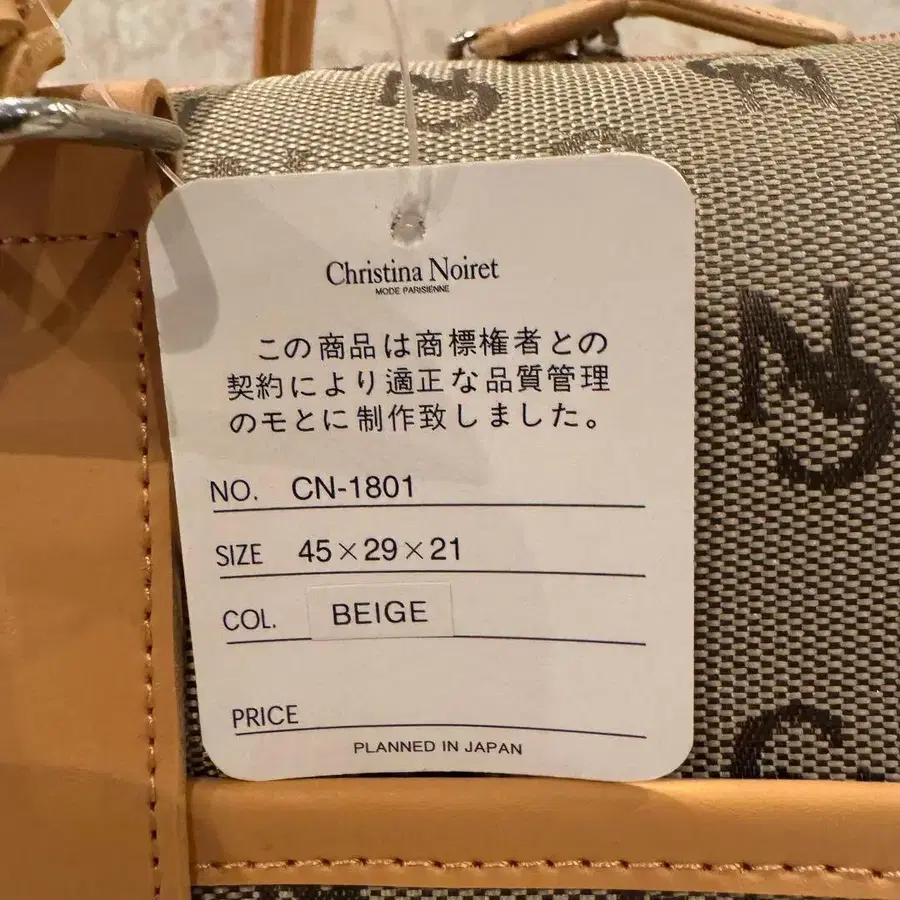 Christina Noiret
MODE PARISIENNE
この商品は商標権者との
契約により適正な品質管理
のモとに制作致しました。
NO. CN-1801
SIZE 45×29×21
COL. BEIGE
PRICE
PLANNED IN JAPAN